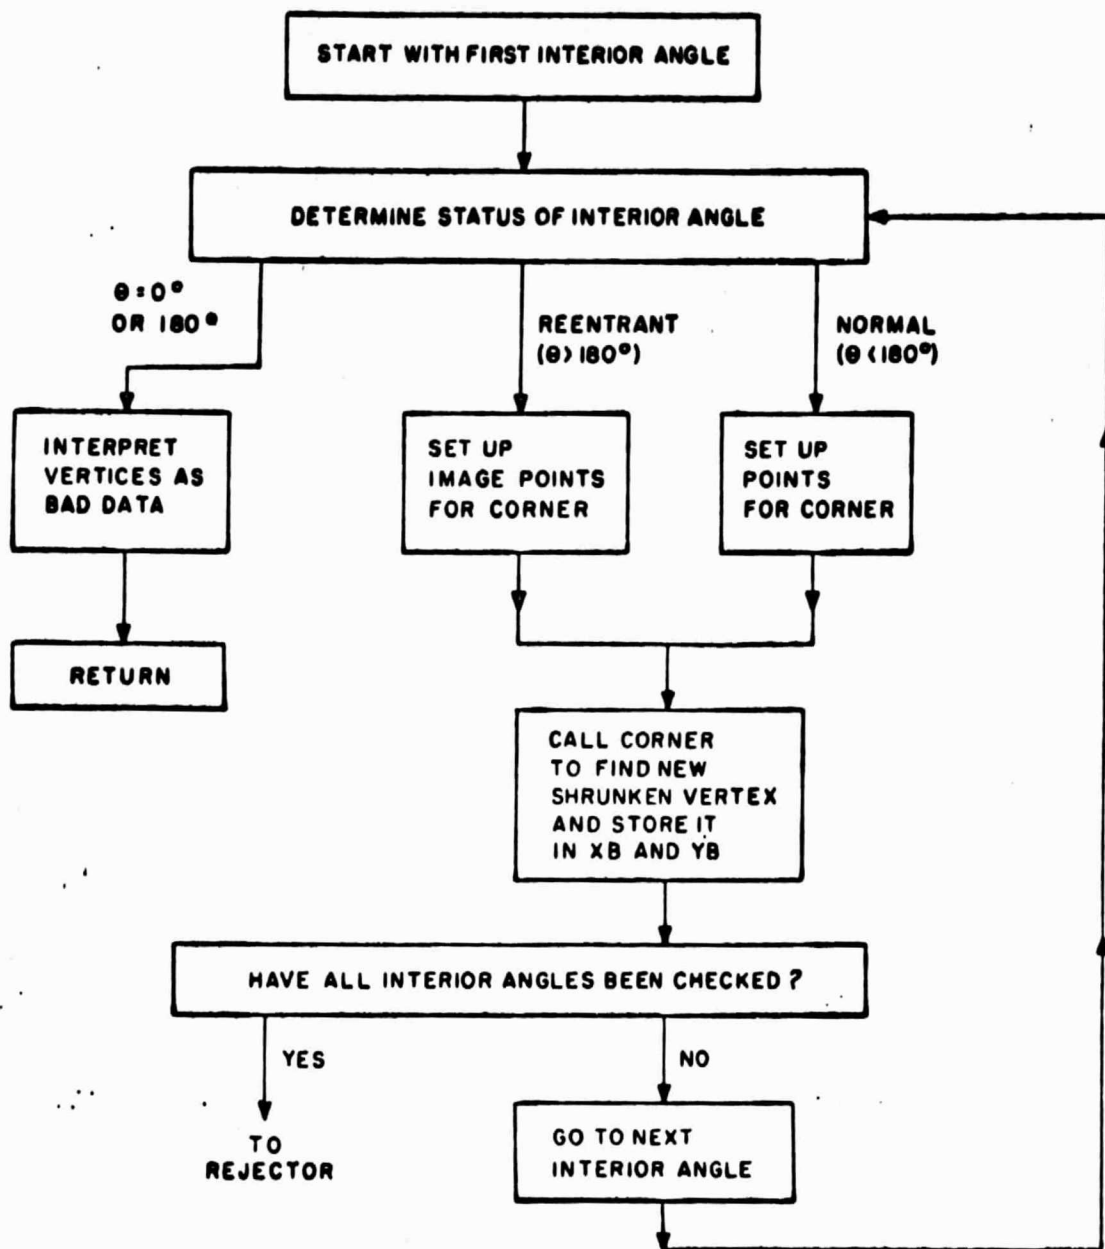 START WITH FIRST INTERIOR ANGLE
DETERMINE STATUS OF INTERIOR ANGLE
θ = 0°
OR 180°
REENTRANT
(θ > 180°)
NORMAL
(θ < 180°)
INTERPRET
VERTICES AS
BAD DATA
SET UP
IMAGE POINTS
FOR CORNER
SET UP
POINTS
FOR CORNER
RETURN
CALL CORNER
TO FIND NEW
SHRUNKEN VERTEX
AND STORE IT
IN XB AND YB
HAVE ALL INTERIOR ANGLES BEEN CHECKED ?
YES
NO
TO
REJECTOR
GO TO NEXT
INTERIOR ANGLE